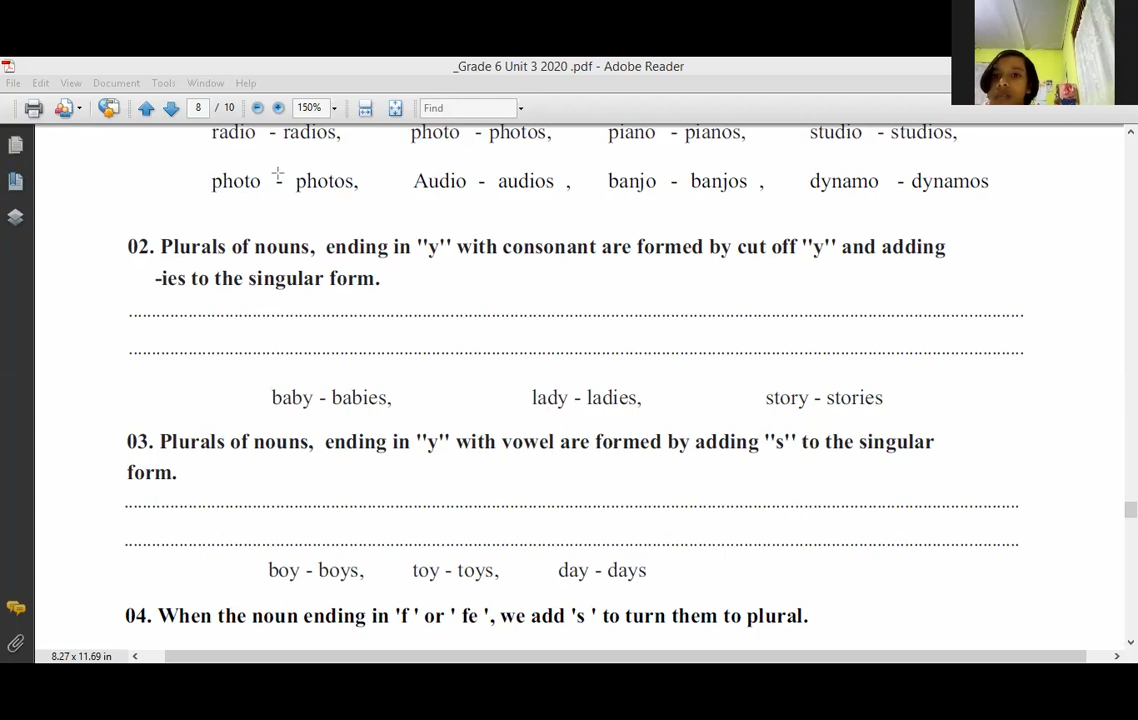 _Grade 6 Unit 3 2020 .pdf - Adobe Reader
File Edit View Document Tools Window Help
8 / 10 150% Find
radio - radios, photo - photos, piano - pianos, studio - studios,
photo - photos, Audio - audios , banjo - banjos , dynamo - dynamos
02. Plurals of nouns, ending in "y" with consonant are formed by cut off "y" and adding
-ies to the singular form.
................................................................................
................................................................................
baby - babies, lady - ladies, story - stories
03. Plurals of nouns, ending in "y" with vowel are formed by adding "s" to the singular
form.
................................................................................
................................................................................
boy - boys, toy - toys, day - days
04. When the noun ending in 'f ' or ' fe ', we add 's ' to turn them to plural.
8.27 x 11.69 in